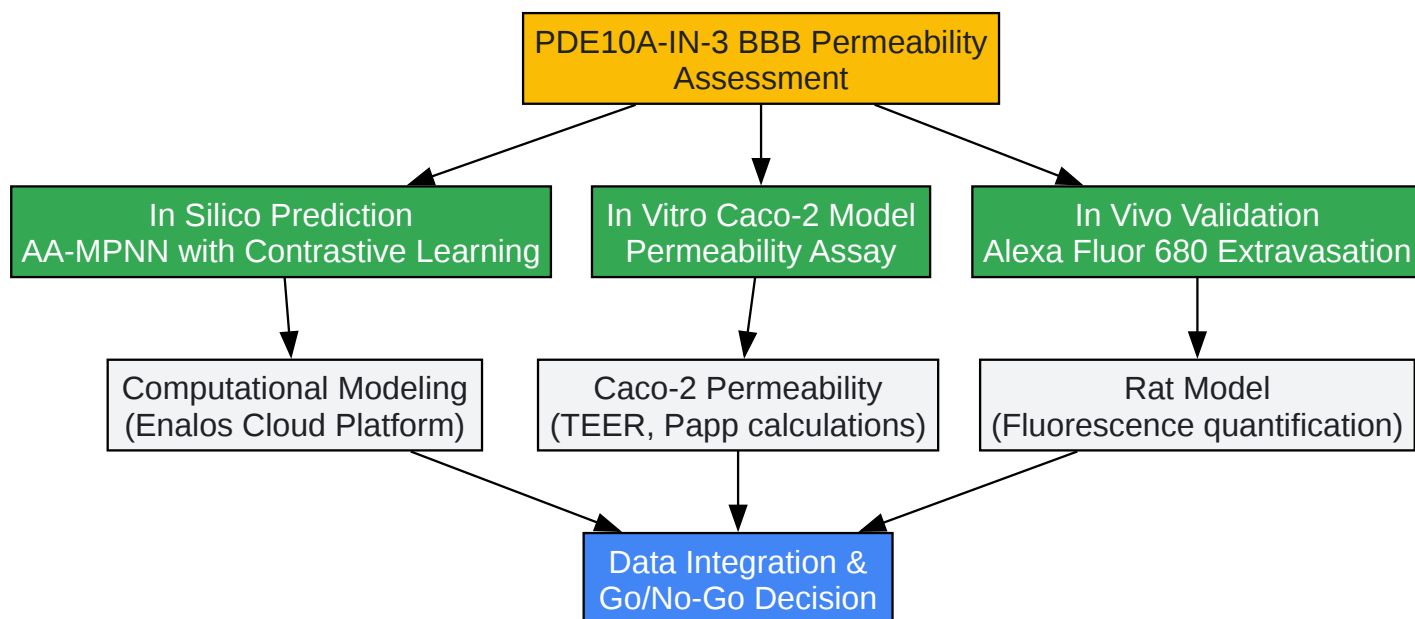 PDE10A-IN-3 BBB Permeability
Assessment
In Silico Prediction
AA-MPNN with Contrastive Learning
In Vitro Caco-2 Model
Permeability Assay
In Vivo Validation
Alexa Fluor 680 Extravasation
Computational Modeling
(Enalos Cloud Platform)
Caco-2 Permeability
(TEER, Papp calculations)
Rat Model
(Fluorescence quantification)
Data Integration &
Go/No-Go Decision